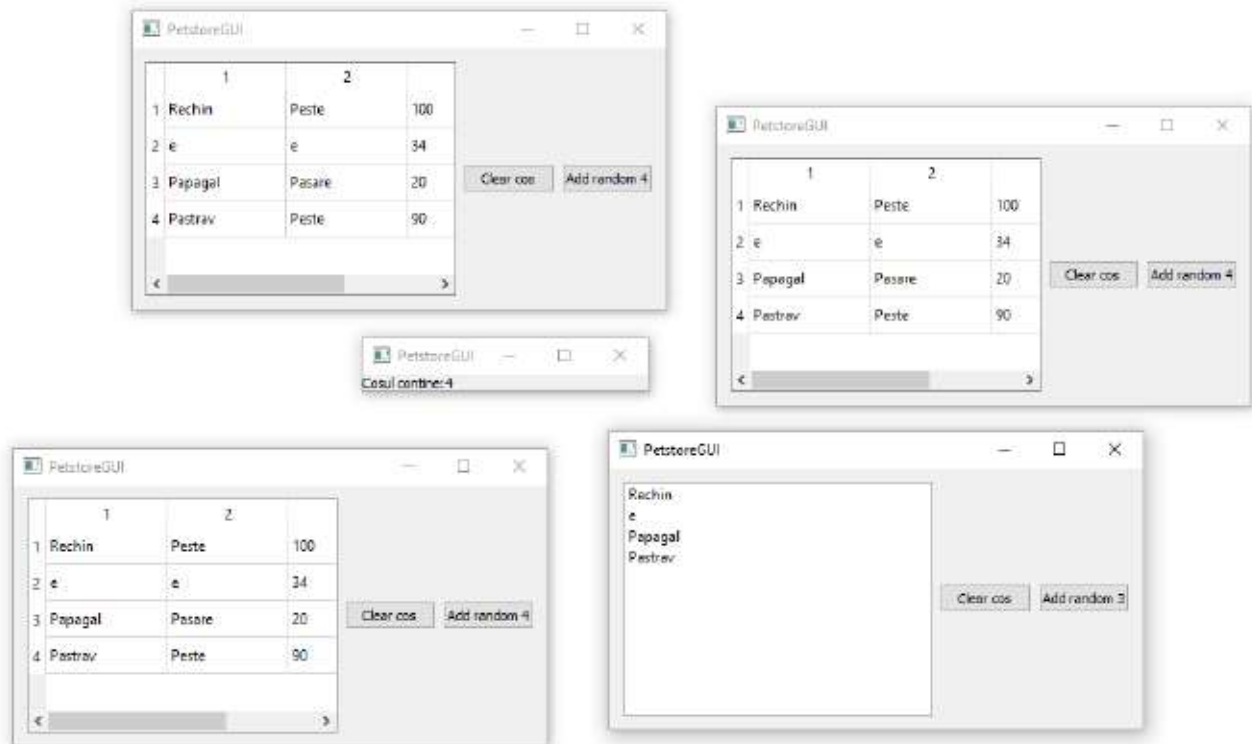 PetstoreGUI
1 2
1 Rechin Peste 100
2 e e 34
3 Papagal Pasare 20
4 Pastrav Peste 90
Clear cos Add random 4
PetstoreGUI
1 2
1 Rechin Peste 100
2 e e 34
3 Papagal Pasare 20
4 Pastrav Peste 90
Clear cos Add random 4
PetstoreGUI
Cosul contine:4
PetstoreGUI
1 2
1 Rechin Peste 100
2 e e 34
3 Papagal Pasare 20
4 Pastrav Peste 90
Clear cos Add random 4
PetstoreGUI
Rechin
e
Papagal
Pastrav
Clear cos Add random 3